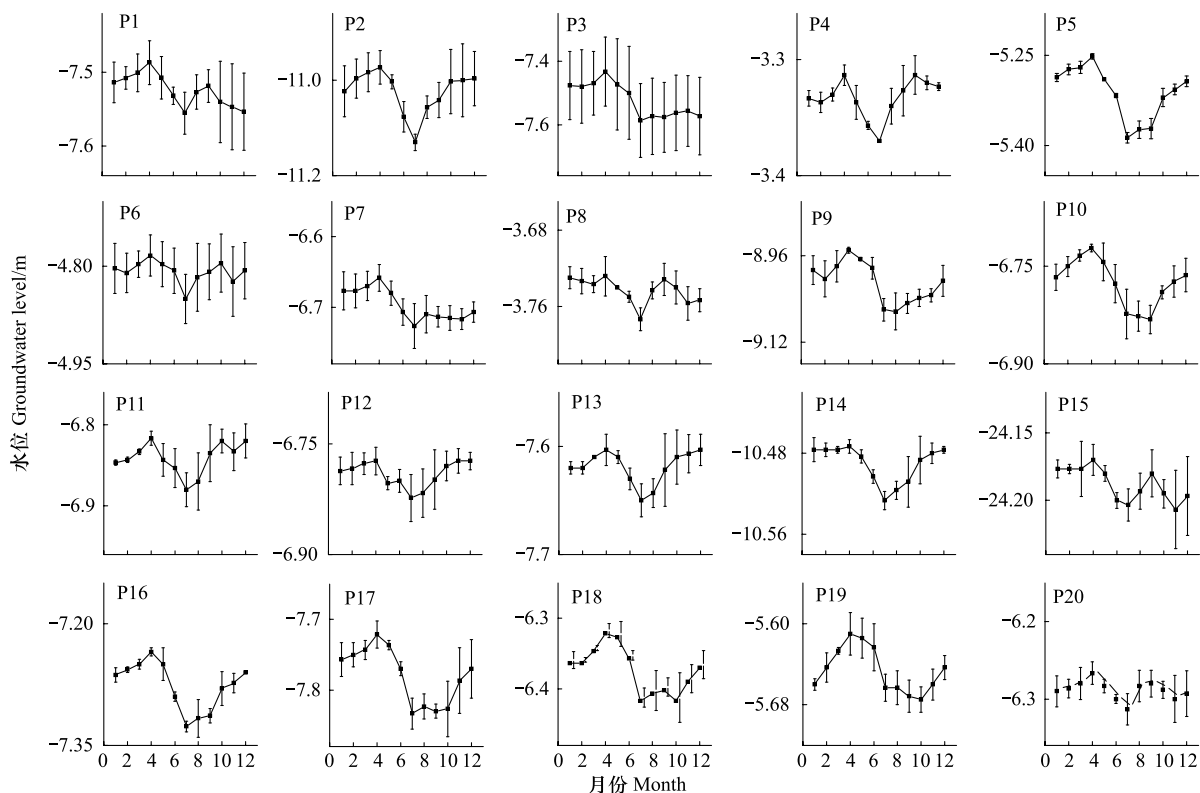 P1
P2
P3
P4
P5
−7.5
−7.6
−11.0
−11.2
−7.4
−7.6
−3.3
−3.4
−5.25
−5.40
P6
P7
P8
P9
P10
−4.80
−4.95
−6.6
−6.7
−3.68
−3.76
−8.96
−9.12
−6.75
−6.90
P11
P12
P13
P14
P15
−6.8
−6.9
−6.75
−6.90
−7.6
−7.7
−10.48
−10.56
−24.15
−24.20
P16
P17
P18
P19
P20
−7.20
−7.35
−7.7
−7.8
−6.3
−6.4
−5.60
−5.68
−6.2
−6.3
0 2 4 6 8 10 12
0 2 4 6 8 10 12
0 2 4 6 8 10 12
0 2 4 6 8 10 12
0 2 4 6 8 10 12
水位 Groundwater level/m
月份 Month